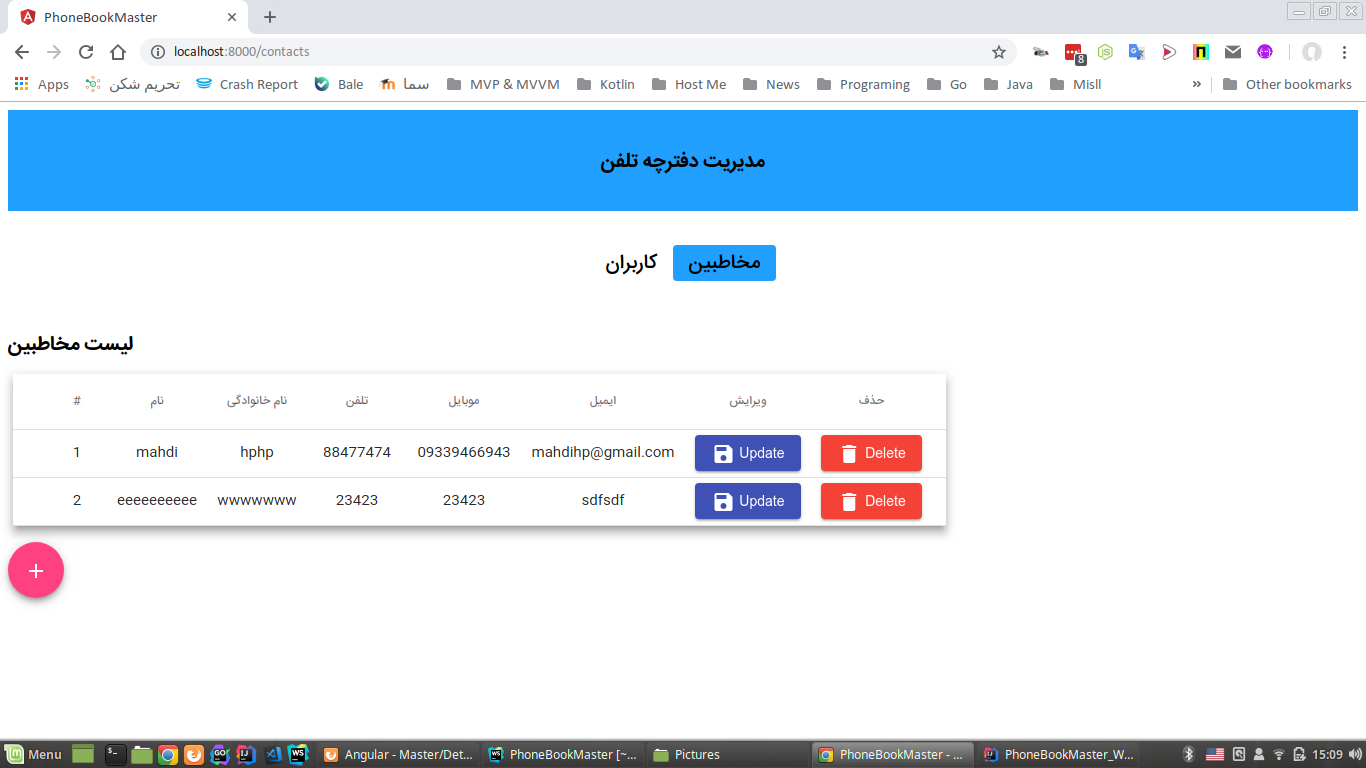 PhoneBookMaster
localhost:8000/contacts
8
Apps تحریم شکن Crash Report Bale سما MVP & MVVM Kotlin Host Me News Programing Go Java Misll » Other bookmarks
مدیریت دفترچه تلفن
کاربران مخاطبین
لیست مخاطبین
# نام نام خانوادگی تلفن موبایل ایمیل ویرایش حذف
1 mahdi hphp 88477474 09339466943 mahdihp@gmail.com Update Delete
2 eeeeeeeeee wwwwwww 23423 23423 sdfsdf Update Delete
+
Menu Angular - Master/Det... PhoneBookMaster [~... Pictures PhoneBookMaster - ... PhoneBookMaster_W... 15:09